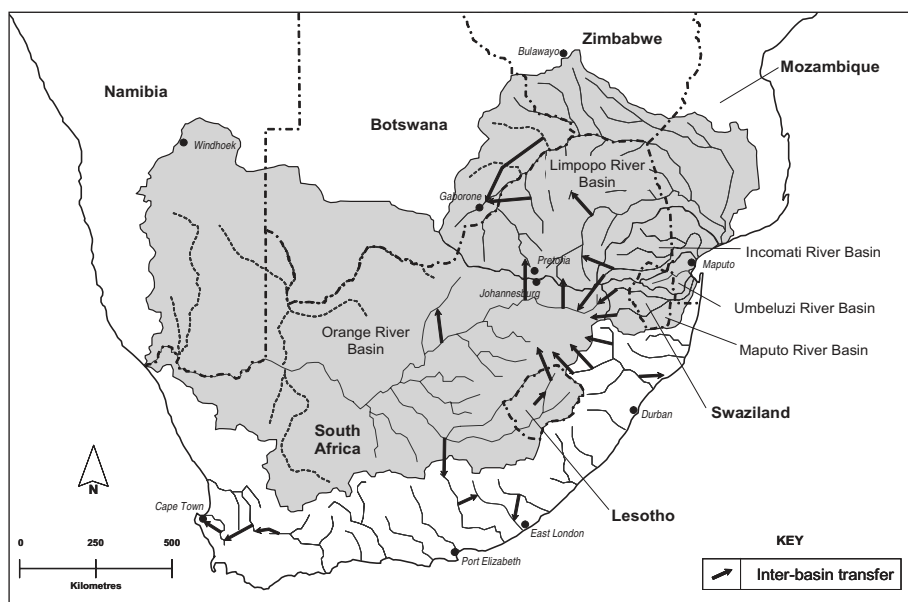 Zimbabwe
Bulawayo
Mozambique
Namibia
Botswana
Windhoek
Limpopo River
Basin
Gaborone
Incomati River Basin
Pretoria
Maputo
Johannesburg
Umbeluzi River Basin
Orange River
Basin
Maputo River Basin
Swaziland
Durban
South
Africa
N
Lesotho
Cape Town
East London
Port Elizabeth
0 250 500
Kilometres
KEY
Inter-basin transfer